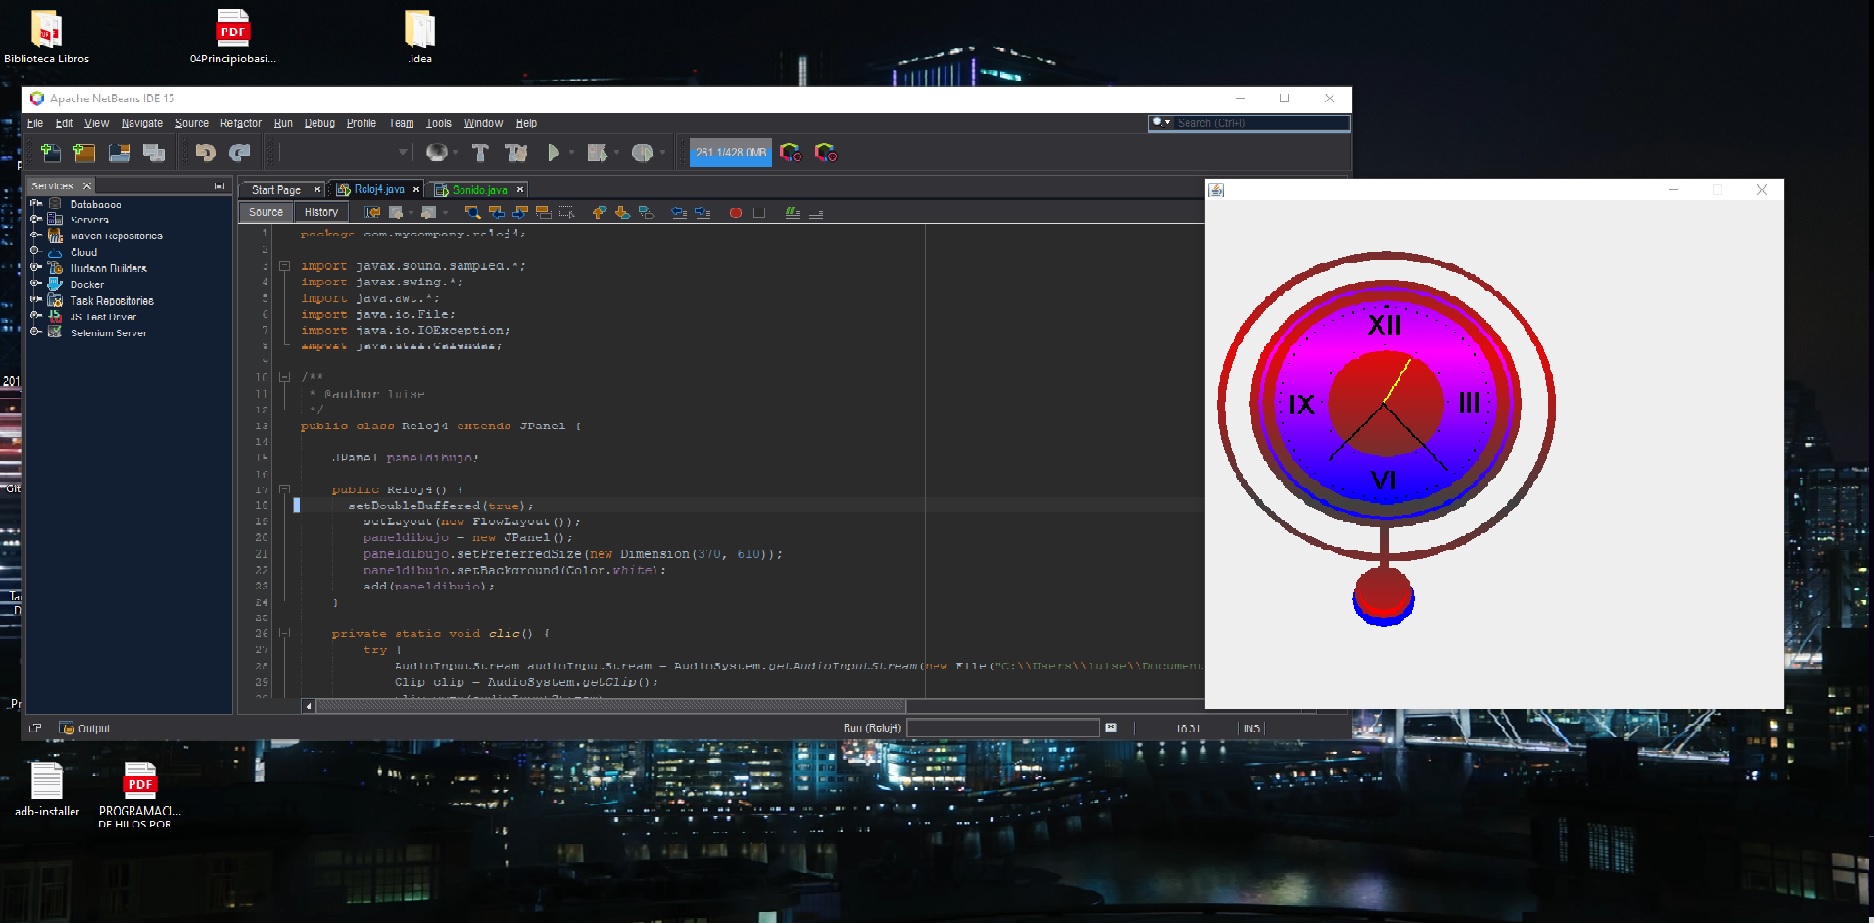 Biblioteca Libros
04Principiobasi...
.idea
Apache NetBeans IDE 15
File Edit View Navigate Source Refactor Run Debug Profile Team Tools Window Help
Search (Ctrl+I)
281.1/428.0MB
Services
Databases
Servers
Maven Repositories
Cloud
Hudson Builders
Docker
Task Repositories
JS Test Driver
Selenium Server
Start Page
Reloj4.java
Sonido.java
Source
History
1 package com.mycompany.reloj4;
2
3 import javax.sound.sampled.*;
4 import javax.swing.*;
5 import java.awt.*;
6 import java.io.File;
7 import java.io.IOException;
8 import java.util.Calendar;
9
10 /**
11 * @author luise
12 */
13 public class Reloj4 extends JPanel {
14
15 JPanel paneldibujo;
16
17 public Reloj4() {
18 setDoubleBuffered(true);
19 setLayout(new FlowLayout());
20 paneldibujo = new JPanel();
21 paneldibujo.setPreferredSize(new Dimension(370, 610));
22 paneldibujo.setBackground(Color.white);
23 add(paneldibujo);
24 }
25
26 private static void clic() {
27 try {
28 AudioInputStream audioInputStream = AudioSystem.getAudioInputStream(new File("C:\\Users\\luise\\Document
29 Clip clip = AudioSystem.getClip();
Output
Run (Reloj4)
INS
XII
III
VI
IX
201
Git
adb-installer
PROGRAMACI...
DE HILOS POR